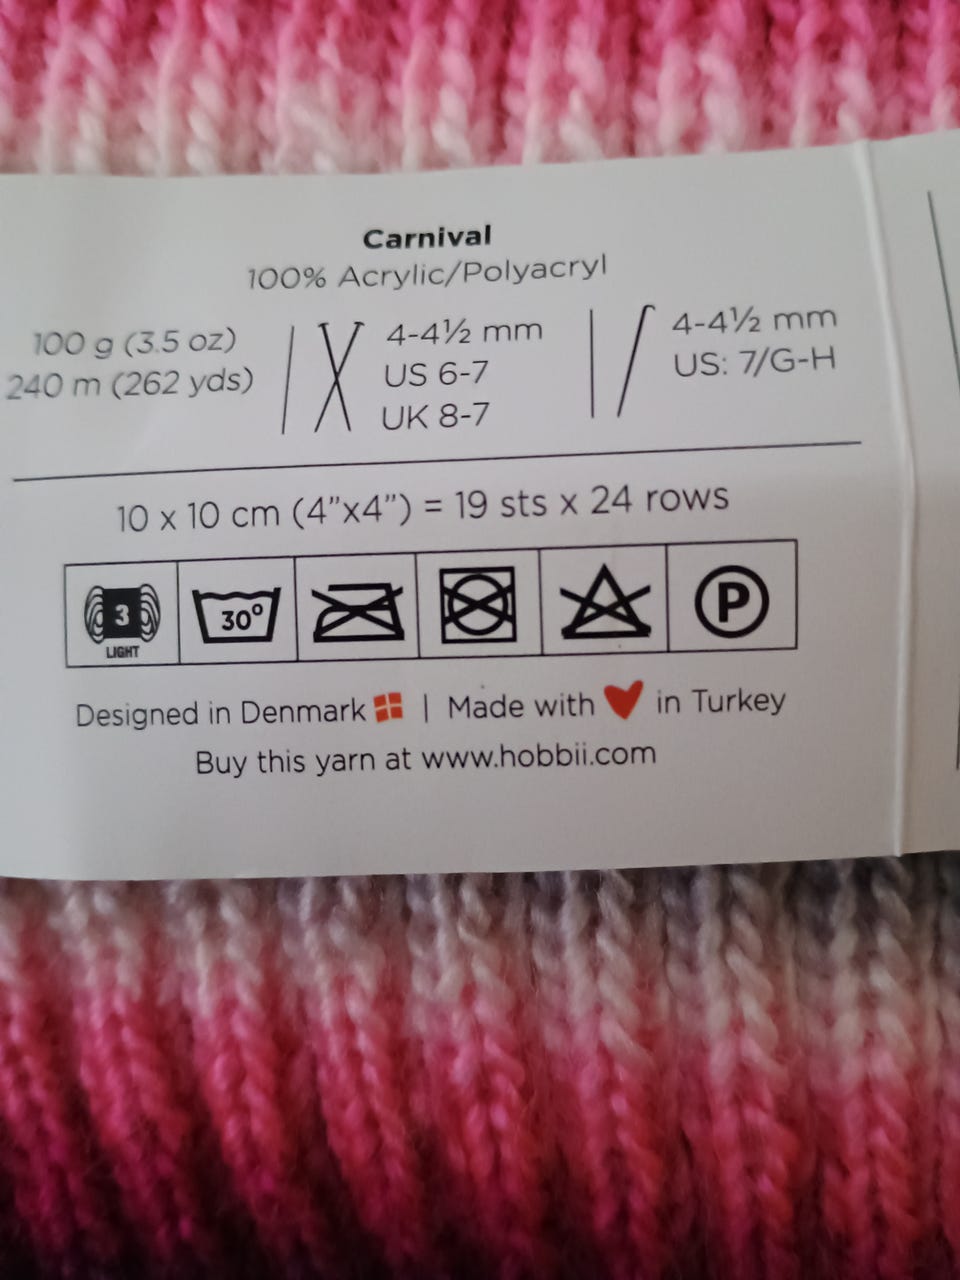 Carnival
100% Acrylic/Polyacryl
100 g (3.5 oz)
240 m (262 yds)
4-4½ mm
US 6-7
UK 8-7
4-4½ mm
US: 7/G-H
10 x 10 cm (4”x4”) = 19 sts x 24 rows
3
LIGHT
30°
P
Designed in Denmark | Made with in Turkey
Buy this yarn at www.hobbii.com